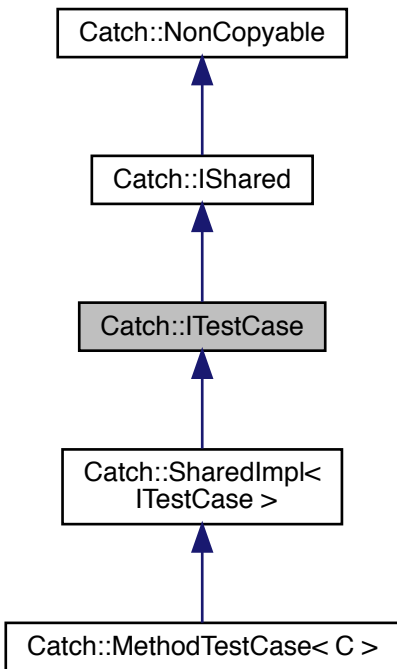 Catch::NonCopyable
Catch::IShared
Catch::ITestCase
Catch::SharedImpl<
ITestCase >
Catch::MethodTestCase< C >